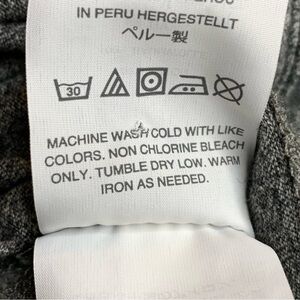 IN PERU HERGESTELLT
ペルー製
30
MACHINE WASH COLD WITH LIKE
COLORS. NON CHLORINE BLEACH
ONLY. TUMBLE DRY LOW. WARM
IRON AS NEEDED.